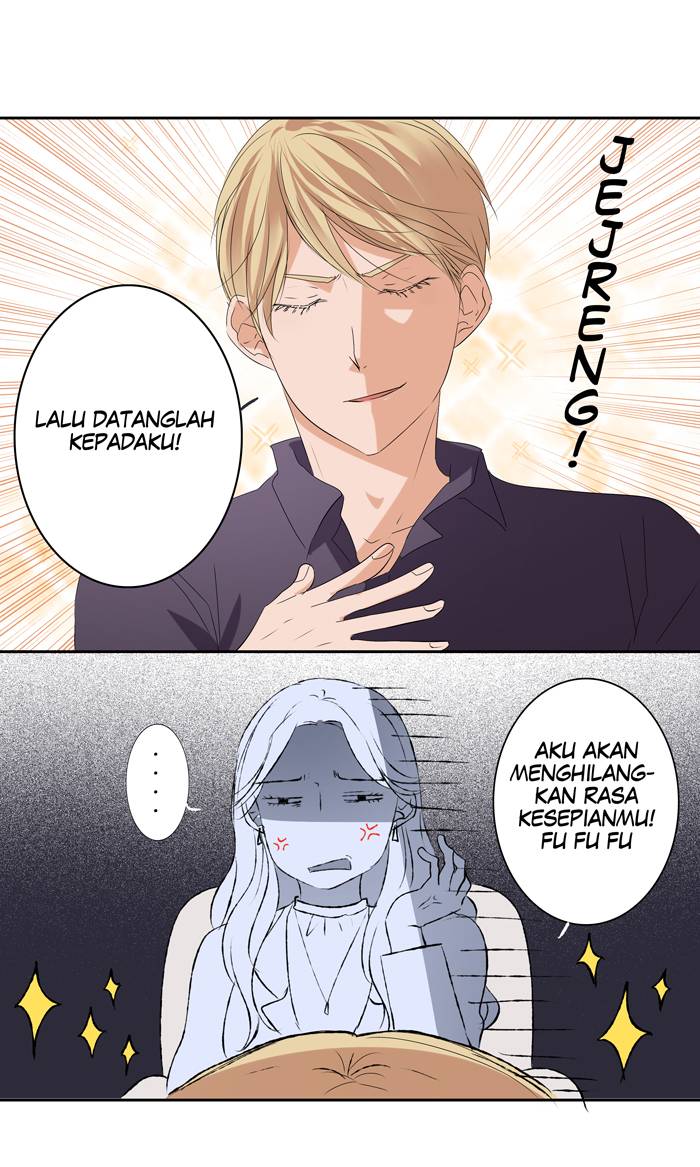 JEJRENG!
LALU DATANGLAH
KEPADAKU!
....
AKU AKAN
MENGHILANG-
KAN RASA
KESEPIANMU!
FU FU FU